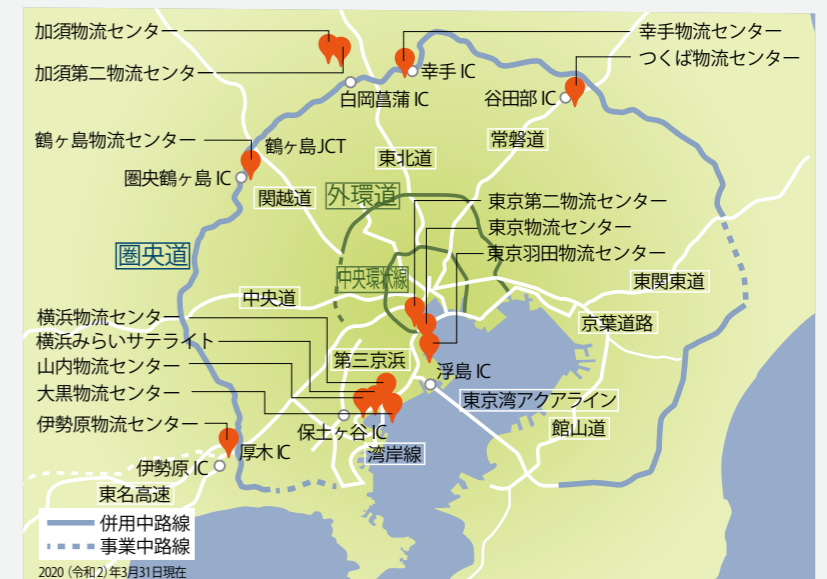 加須物流センター
加須第二物流センター
幸手物流センター
つくば物流センター
幸手 IC
白岡菖蒲 IC
谷田部 IC
鶴ヶ島物流センター
鶴ヶ島JCT
常磐道
東北道
圏央鶴ヶ島 IC
関越道
外環道
東京第二物流センター
東京物流センター
圏央道
東京羽田物流センター
中央環状線
東関東道
中央道
横浜物流センター
京葉道路
横浜みらいサテライト
山内物流センター
第三京浜
浮島 IC
大黒物流センター
東京湾アクアライン
伊勢原物流センター
保土ヶ谷 IC
館山道
厚木 IC
湾岸線
伊勢原 IC
東名高速
併用中路線
事業中路線
2020（令和2）年3月31日現在